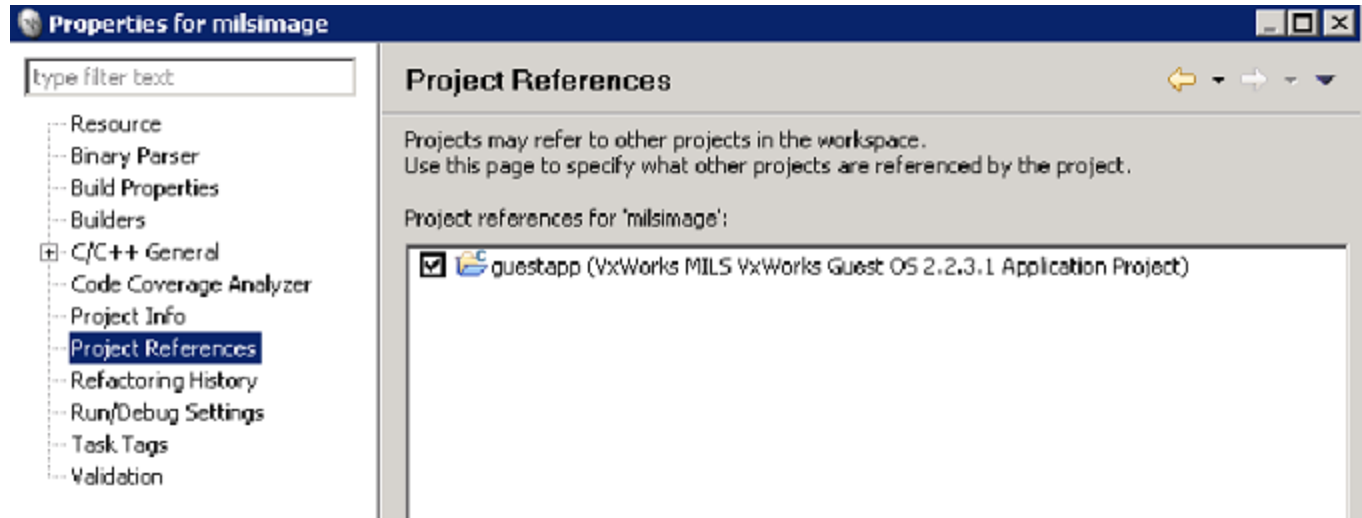 Properties for milsimage
type filter text
Resource
Binary Parser
Build Properties
Builders
C/C++ General
Code Coverage Analyzer
Project Info
Project References
Refactoring History
Run/Debug Settings
Task Tags
Validation
Project References
Projects may refer to other projects in the workspace.
Use this page to specify what other projects are referenced by the project.
Project references for 'milsimage':
guestapp (VxWorks MILS VxWorks Guest OS 2.2.3.1 Application Project)